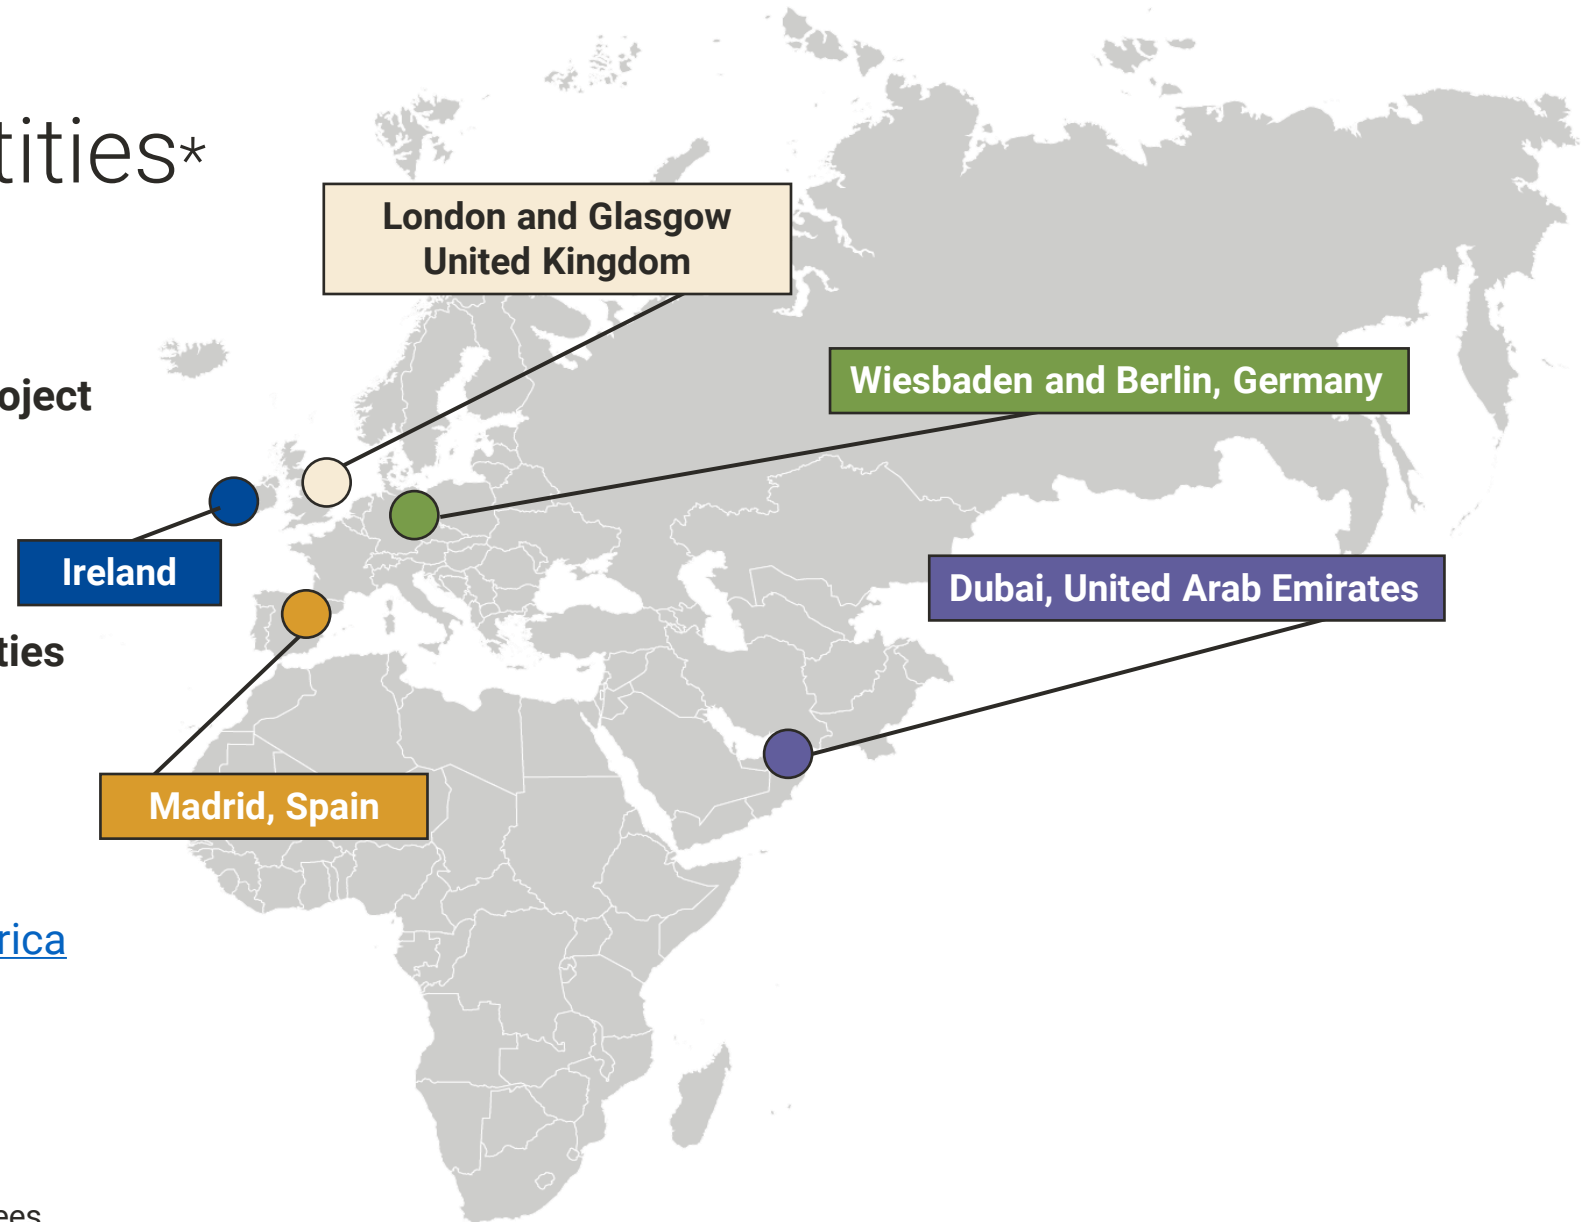 tities*
London and Glasgow
United Kingdom
Wiesbaden and Berlin, Germany
oject
Ireland
Dubai, United Arab Emirates
ties
Madrid, Spain
rica
ees